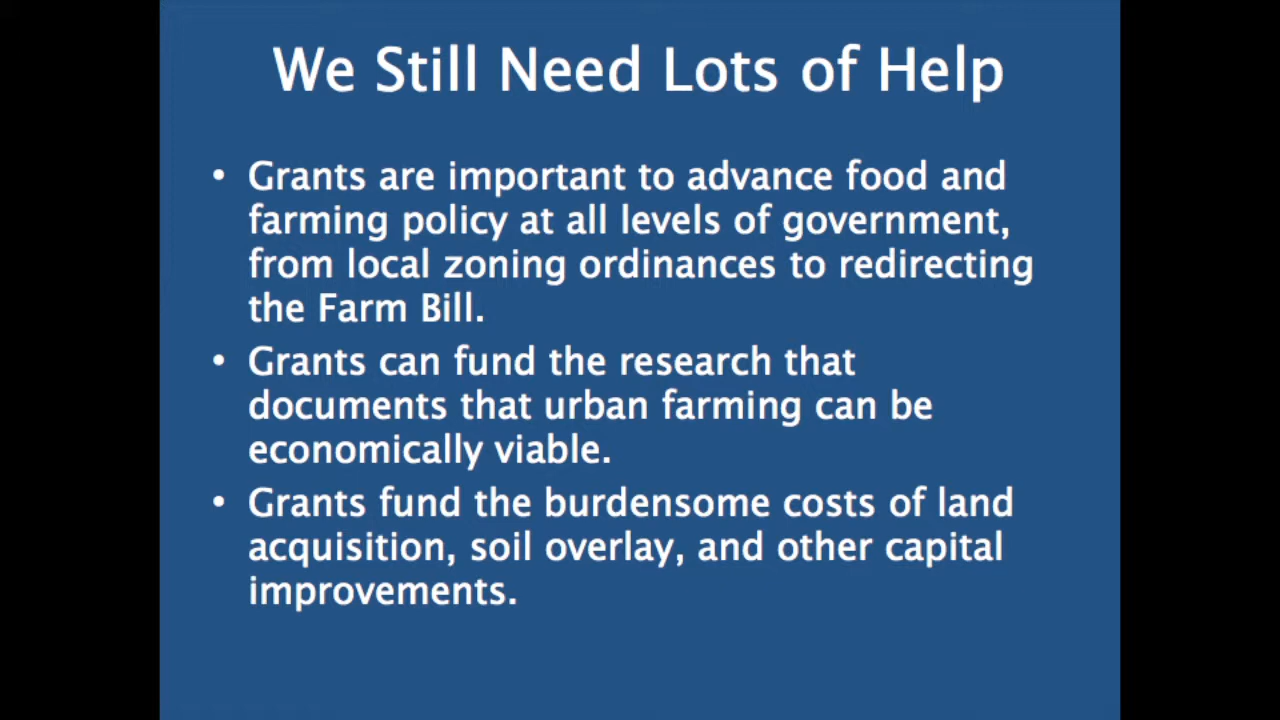 We Still Need Lots of Help
• Grants are important to advance food and
farming policy at all levels of government,
from local zoning ordinances to redirecting
the Farm Bill.
• Grants can fund the research that
documents that urban farming can be
economically viable.
• Grants fund the burdensome costs of land
acquisition, soil overlay, and other capital
improvements.